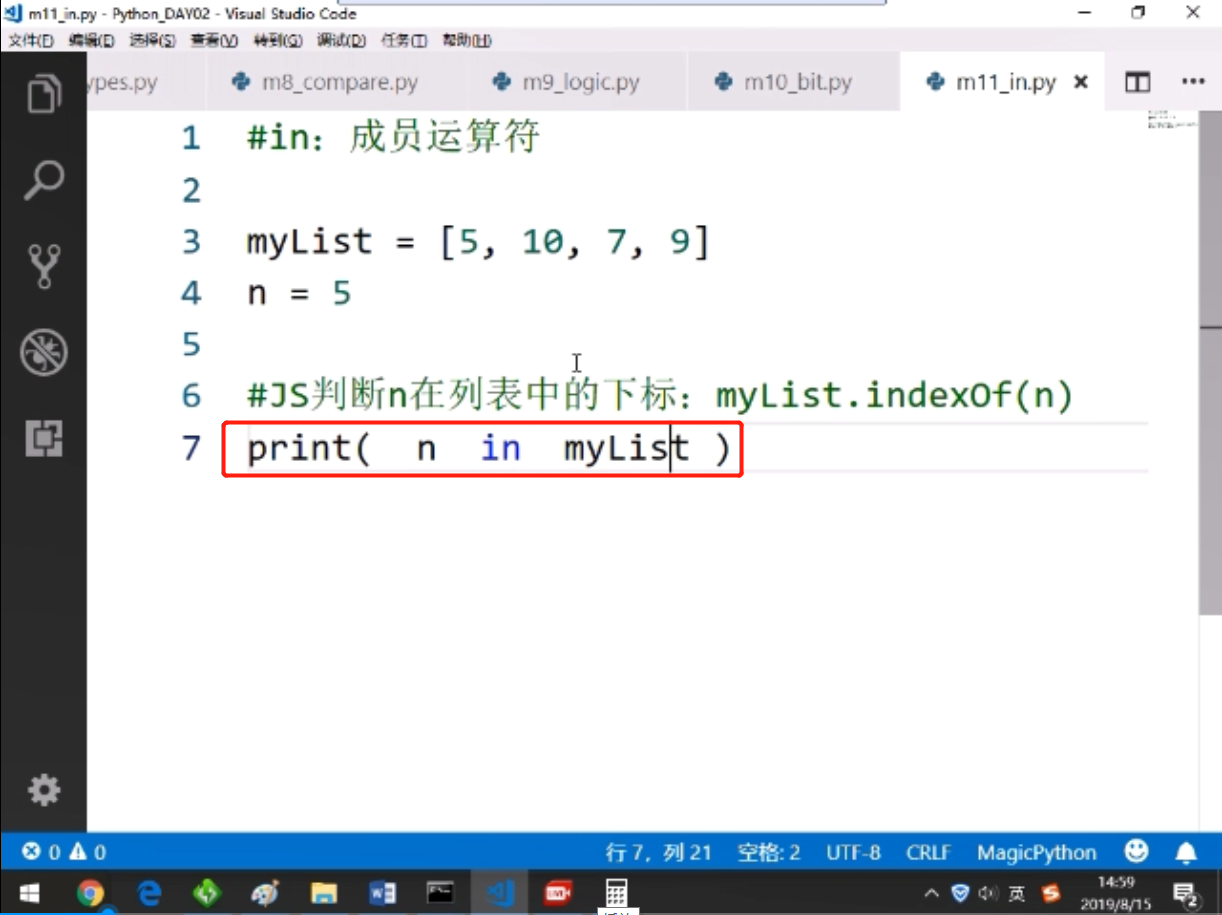 m11_in.py - Python_DAY02 - Visual Studio Code
文件(F) 编辑(E) 选择(S) 查看(V) 转到(G) 调试(D) 任务(T) 帮助(H)
ypes.py m8_compare.py m9_logic.py m10_bit.py m11_in.py
1 #in：成员运算符
2
3 myList = [5, 10, 7, 9]
4 n = 5
5
6 #JS判断n在列表中的下标：myList.indexOf(n)
7 print( n in myList )
0 0 行 7，列 21 空格: 2 UTF-8 CRLF MagicPython
英 14:59
2019/8/15 2